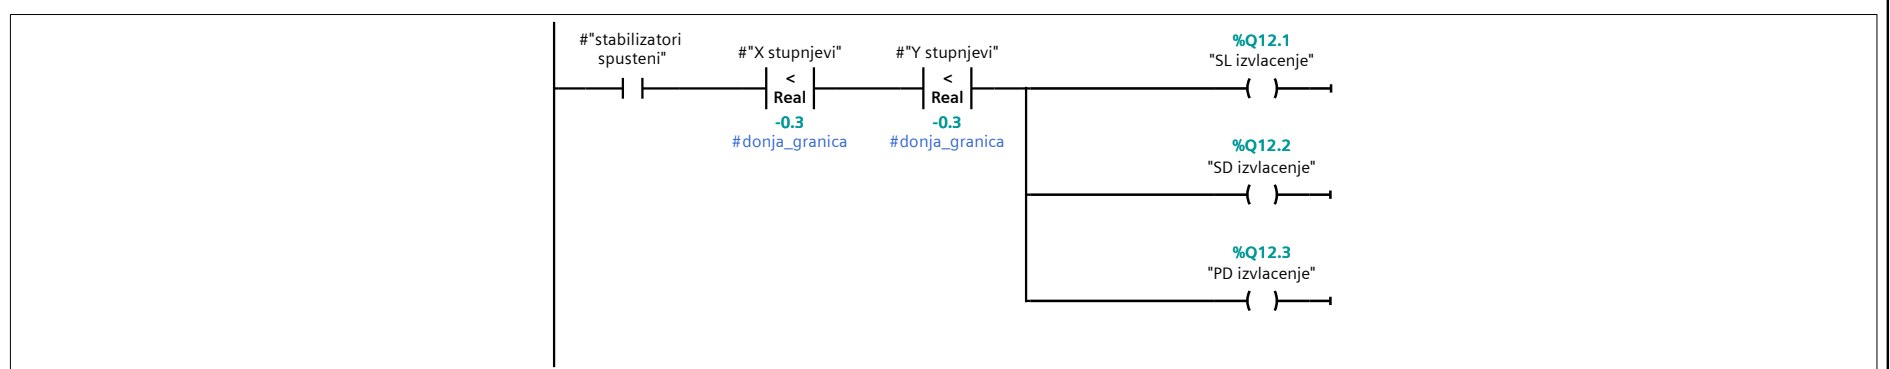 #"stabilizatori
spusteni"
#"X stupnjevi"
<
Real
-0.3
#donja_granica
#"Y stupnjevi"
<
Real
-0.3
#donja_granica
%Q12.1
"SL izvlacenje"
%Q12.2
"SD izvlacenje"
%Q12.3
"PD izvlacenje"